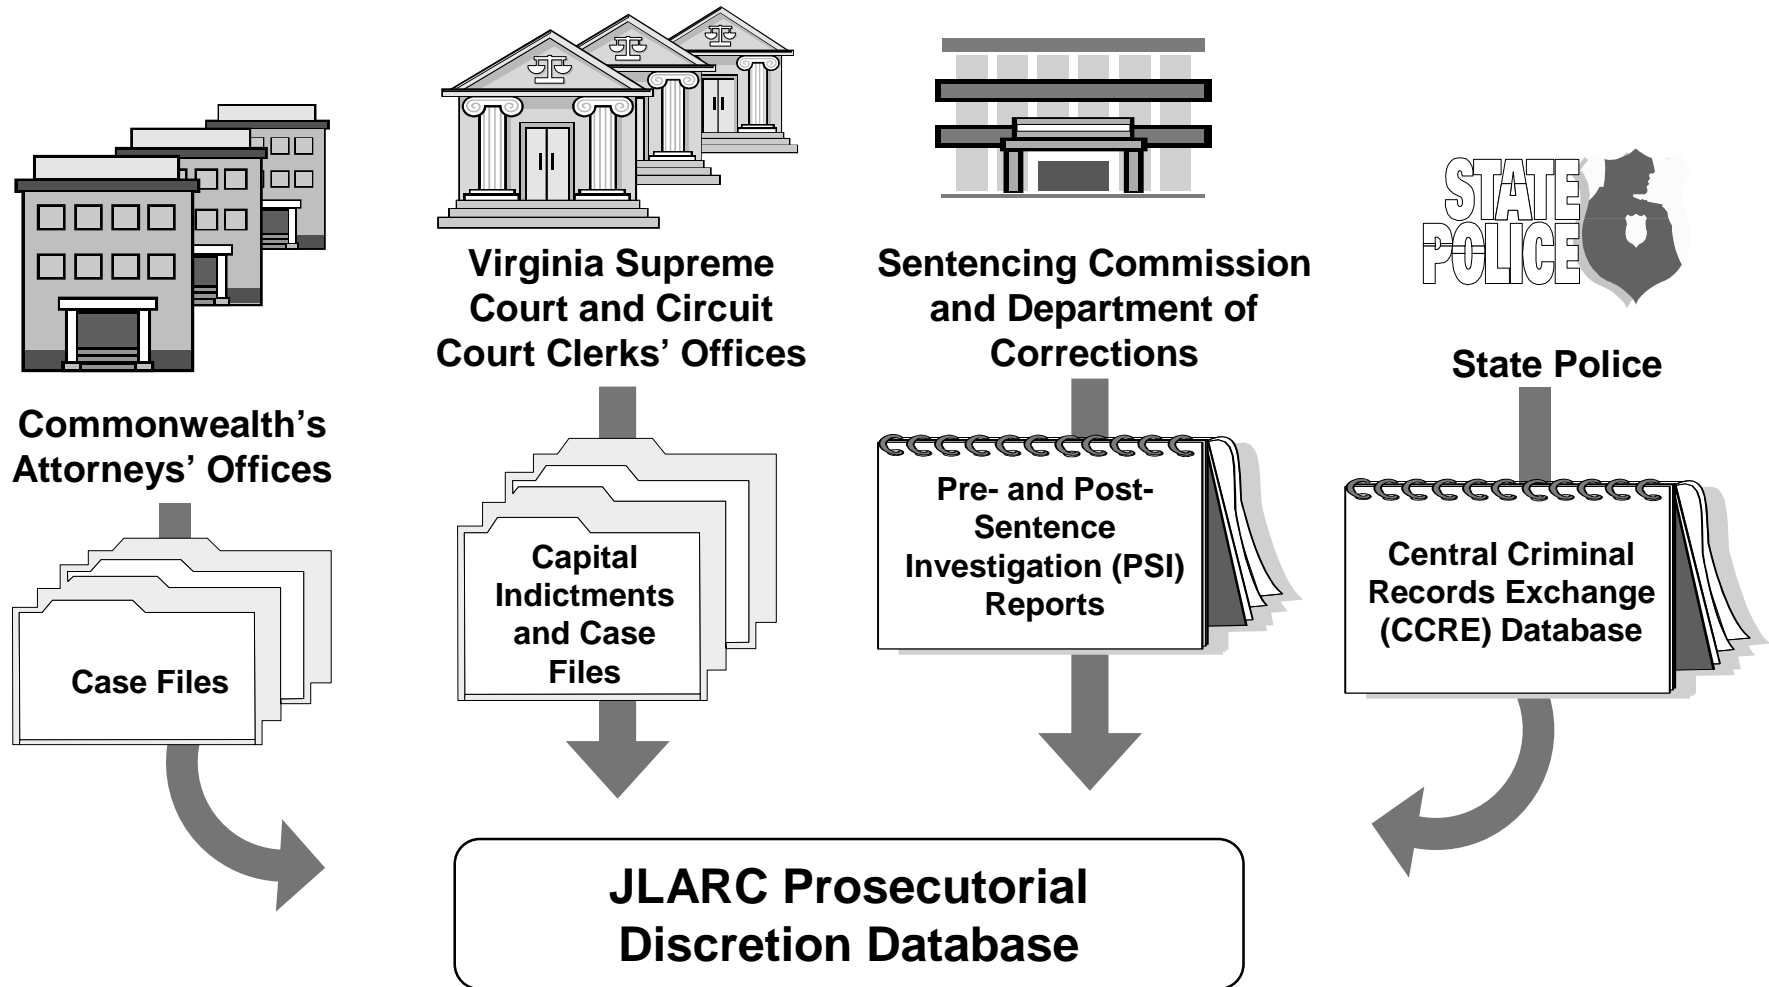 STATE
POLICE
Virginia Supreme
Court and Circuit
Court Clerks’ Offices
Sentencing Commission
and Department of
Corrections
State Police
Commonwealth’s
Attorneys’ Offices
Case Files
Capital
Indictments
and Case
Files
Pre- and Post-
Sentence
Investigation (PSI)
Reports
Central Criminal
Records Exchange
(CCRE) Database
JLARC Prosecutorial
Discretion Database